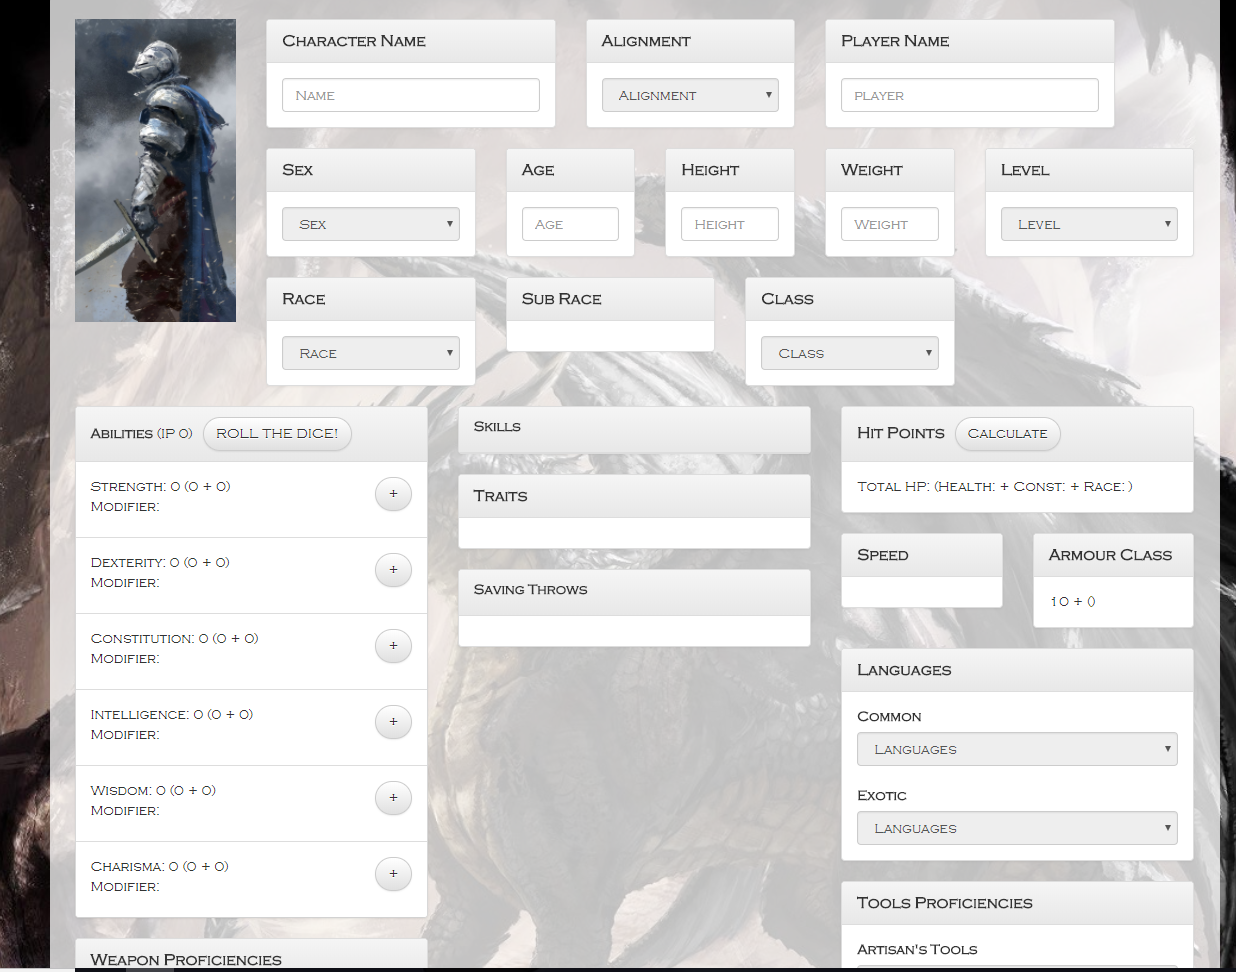 Character Name
Name
Alignment
Alignment
Player Name
player
Sex
Sex
Age
Age
Height
Height
Weight
Weight
Level
Level
Race
Race
Sub Race
Class
Class
Abilities (IP 0) ROLL THE DICE!
Strength: 0 (0 + 0)
Modifier:
+
Dexterity: 0 (0 + 0)
Modifier:
+
Constitution: 0 (0 + 0)
Modifier:
+
Intelligence: 0 (0 + 0)
Modifier:
+
Wisdom: 0 (0 + 0)
Modifier:
+
Charisma: 0 (0 + 0)
Modifier:
+
Weapon Proficiencies
Skills
Traits
Saving Throws
Hit Points Calculate
Total HP: (Health: + Const: + Race: )
Speed
Armour Class
10 + ()
Languages
Common
Languages
Exotic
Languages
Tools Proficiencies
Artisan's Tools